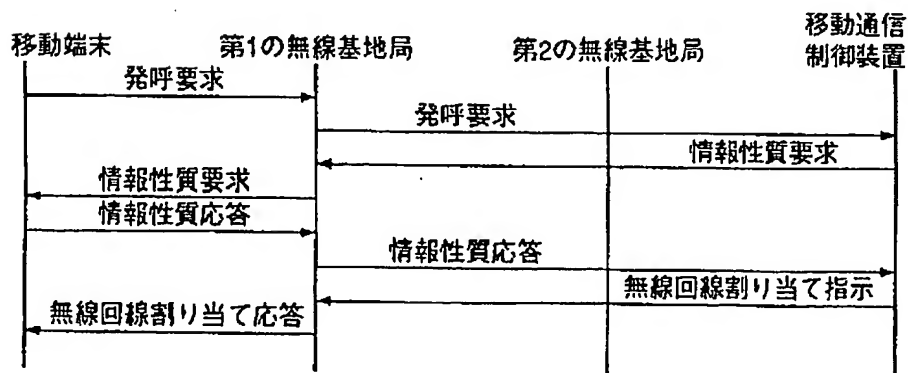 移動端末
第1の無線基地局
第2の無線基地局
移動通信
制御装置
発呼要求
発呼要求
情報性質要求
情報性質要求
情報性質応答
情報性質応答
無線回線割り当て指示
無線回線割り当て応答